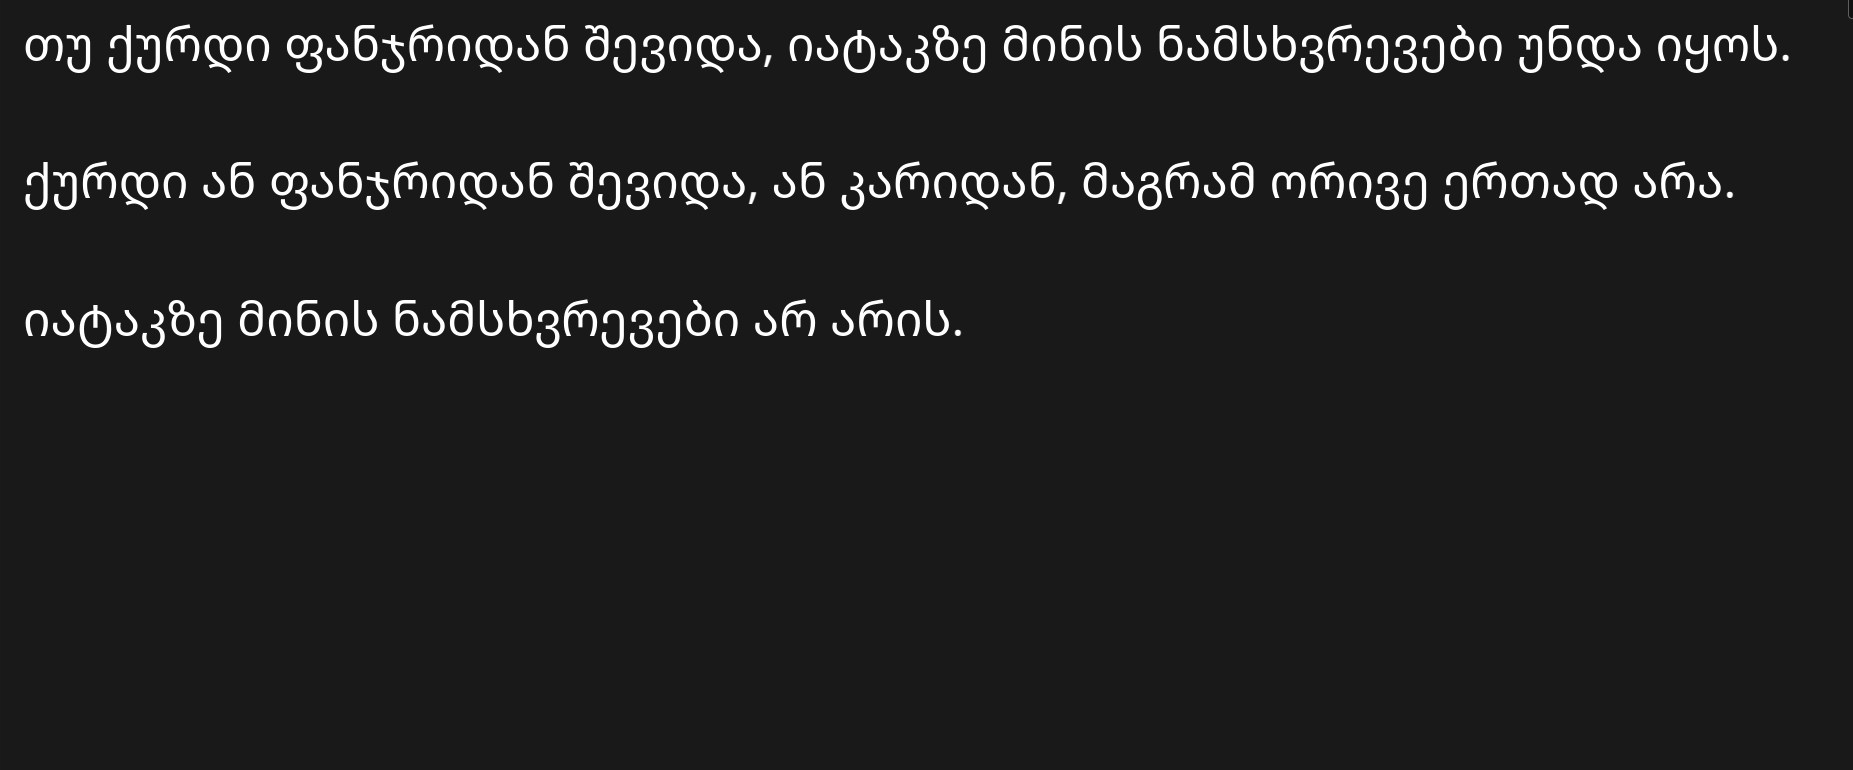 თუ ქურდი ფანჯრიდან შევიდა, იატაკზე მინის ნამსხვრევები უნდა იყოს.
ქურდი ან ფანჯრიდან შევიდა, ან კარიდან, მაგრამ ორივე ერთად არა.
იატაკზე მინის ნამსხვრევები არ არის.